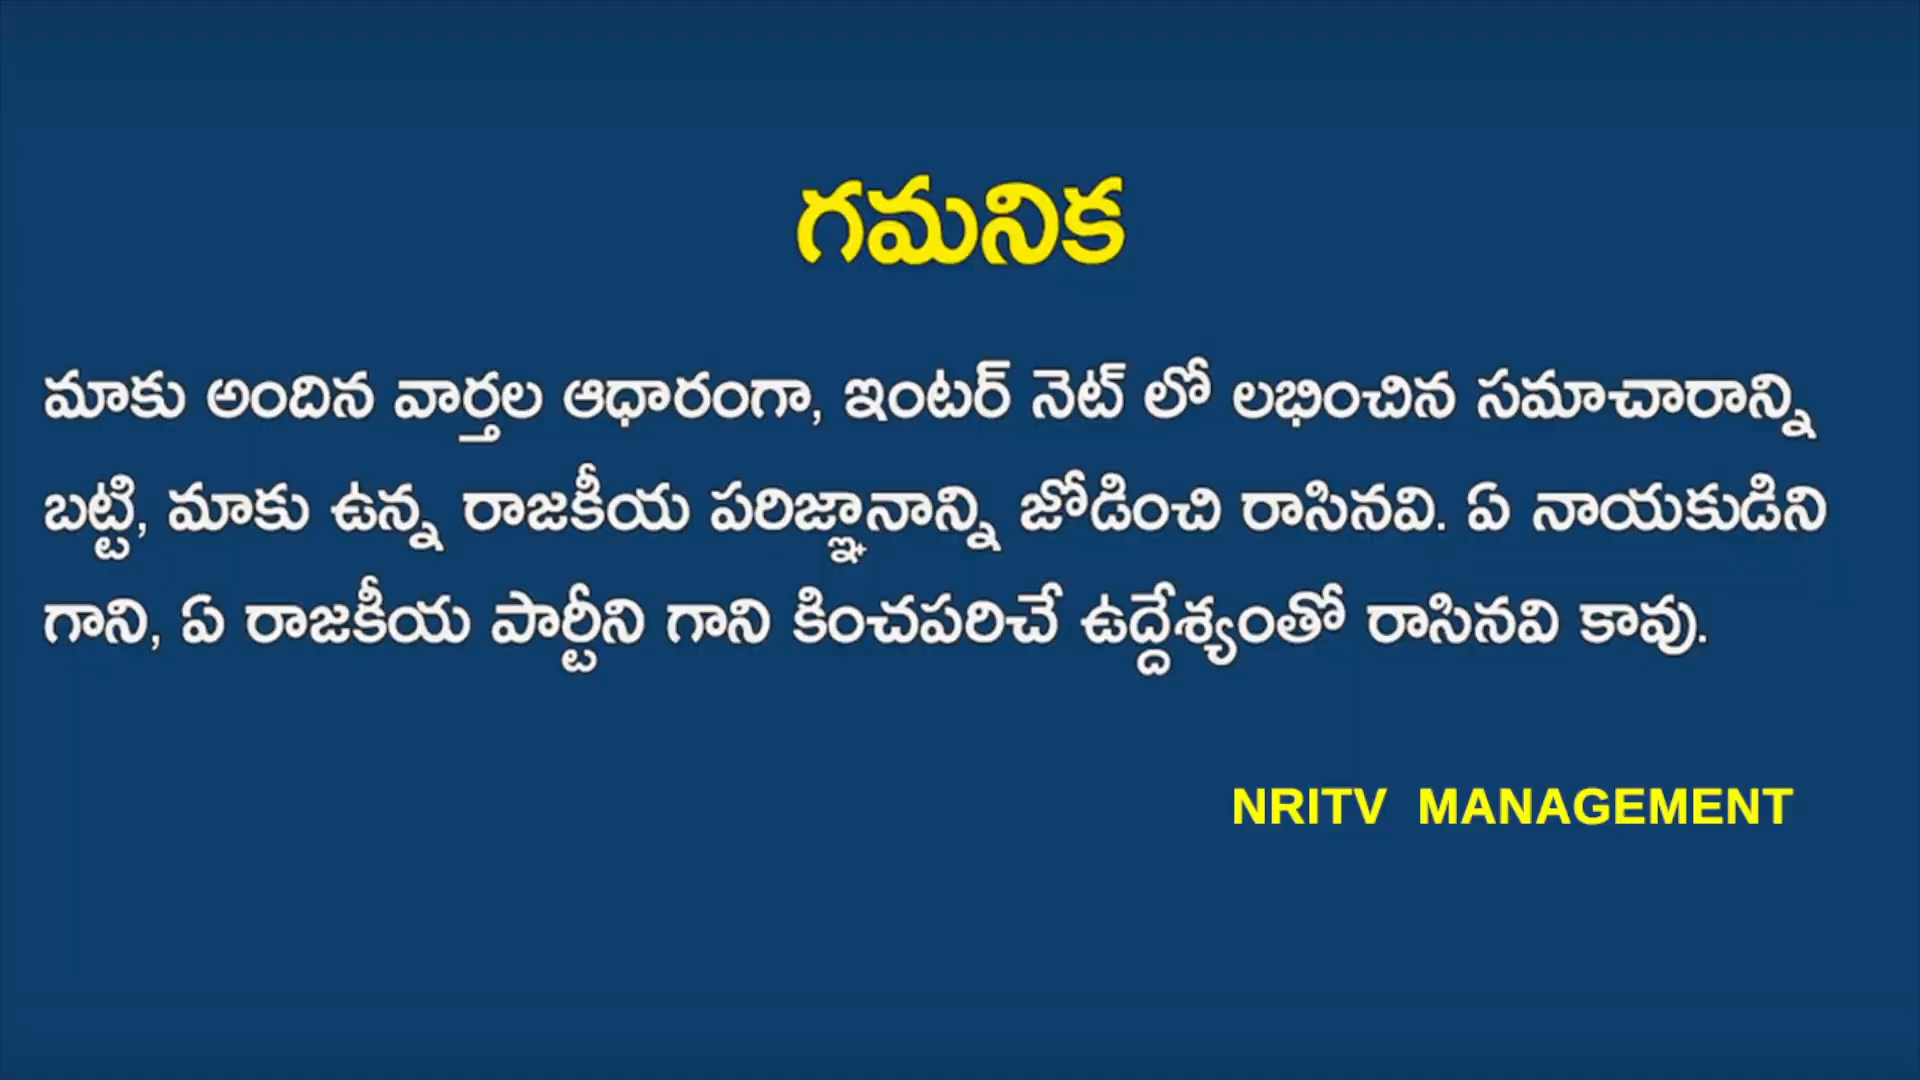 గమనిక
మాకు అందిన వార్తల ఆధారంగా, ఇంటర్ నెట్ లో లభించిన సమాచారాన్ని
బట్టి, మాకు ఉన్న రాజకీయ పరిజ్ఞానాన్ని జోడించి రాసినవి. ఏ నాయకుడిని
గాని, ఏ రాజకీయ పార్టీని గాని కించపరిచే ఉద్దేశ్యంతో రాసినవి కావు.
NRITV MANAGEMENT